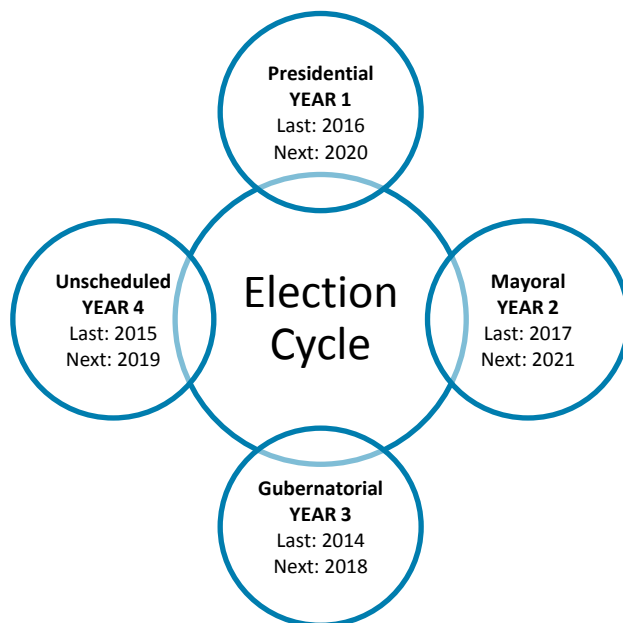 Presidential
YEAR 1
Last: 2016
Next: 2020
Unscheduled
YEAR 4
Last: 2015
Next: 2019
Election
Cycle
Mayoral
YEAR 2
Last: 2017
Next: 2021
Gubernatorial
YEAR 3
Last: 2014
Next: 2018